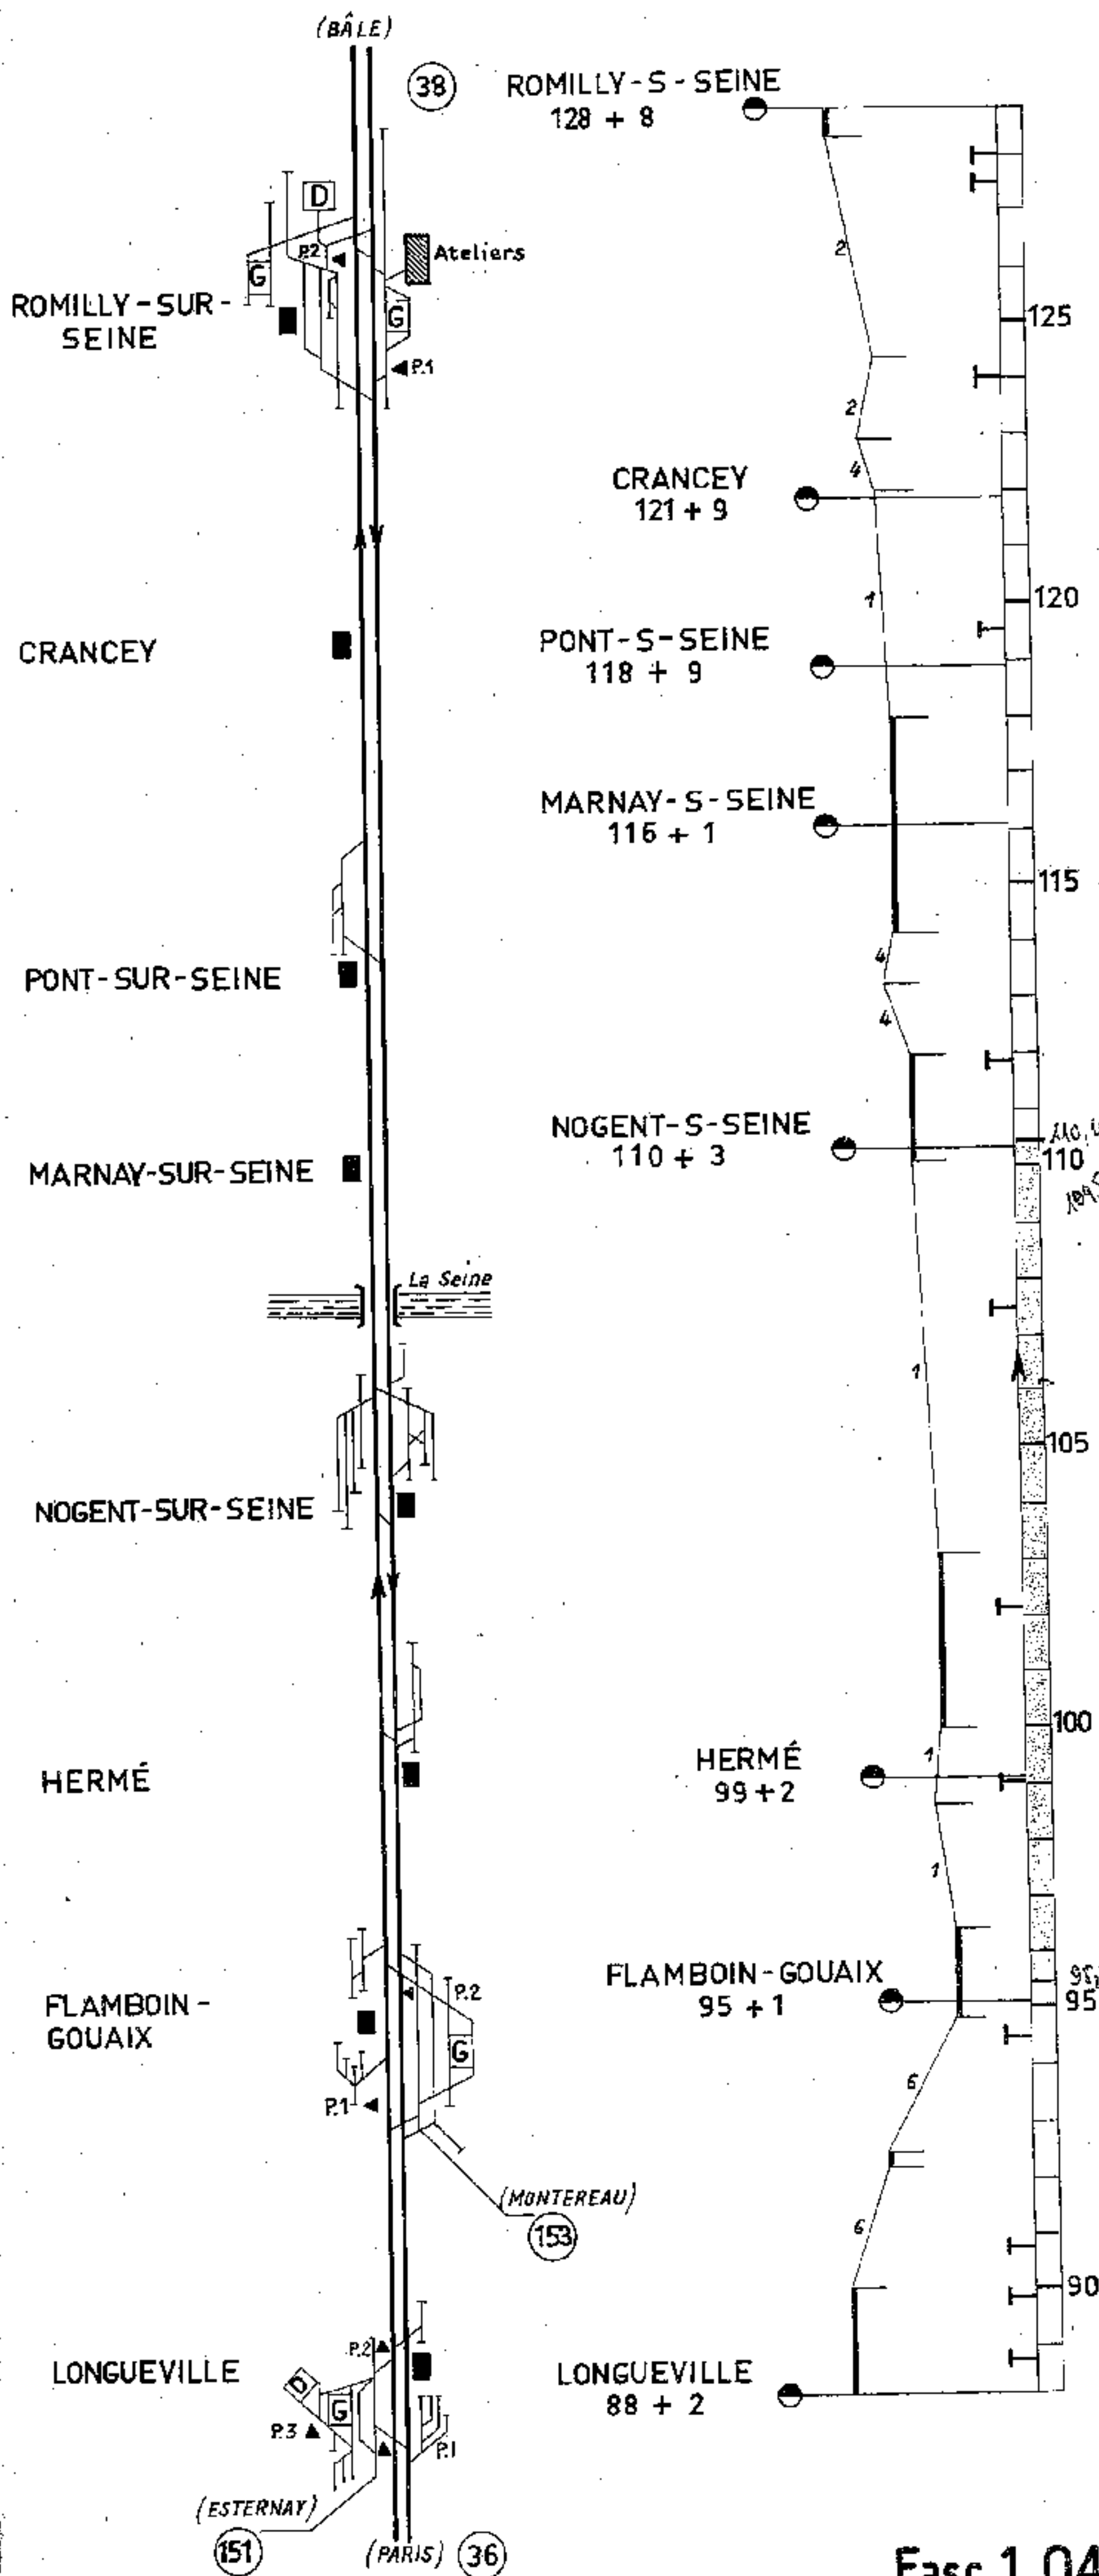 (BÂLE)
38
ROMILLY-S-SEINE
128 + 8
D
P.2
Ateliers
G
G
ROMILLY-SUR-
SEINE
P.1
2
125
2
4
CRANCEY
121 + 9
1
120
CRANCEY
PONT-S-SEINE
118 + 9
MARNAY-S-SEINE
116 + 1
115
4
PONT-SUR-SEINE
4
NOGENT-S-SEINE
110 + 3
110
MARNAY-SUR-SEINE
La Seine
1
105
NOGENT-SUR-SEINE
100
HERMÉ
99 + 2
1
HERMÉ
1
FLAMBOIN-GOUAIX
95 + 1
95
FLAMBOIN-
GOUAIX
P.2
G
P.1
6
(MONTEREAU)
153
6
90
LONGUEVILLE
P.2
D
G
P.3
P.1
LONGUEVILLE
88 + 2
(ESTERNAY)
151
(PARIS)
36
Fasc 1.04